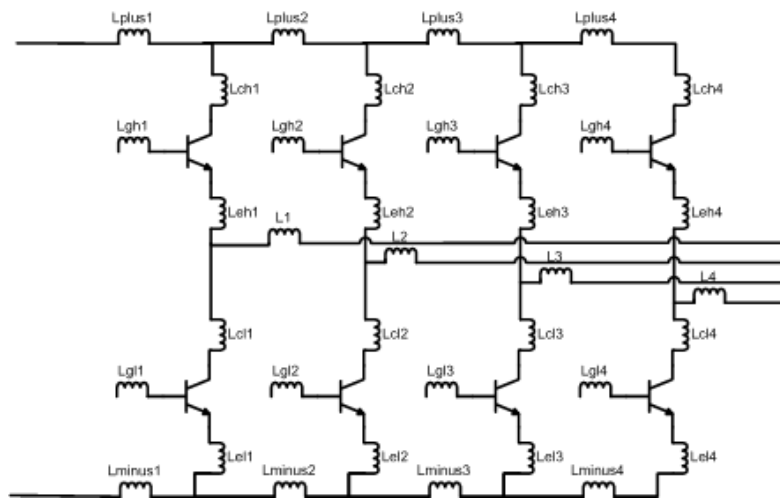 Lplus1 Lplus2 Lplus3 Lplus4
Lch1 Lch2 Lch3 Lch4
Lgh1 Lgh2 Lgh3 Lgh4
Leh1 Leh2 Leh3 Leh4
L1
L2
L3
L4
Lcl1 Lcl2 Lcl3 Lcl4
Lgl1 Lgl2 Lgl3 Lgl4
Lel1 Lel2 Lel3 Lel4
Lminus1 Lminus2 Lminus3 Lminus4